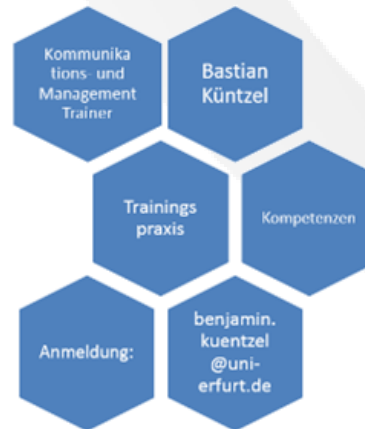 Kommunika
tions- und
Management
Trainer
Bastian
Küntzel
Trainings
praxis
Kompetenzen
Anmeldung:
benjamin.
kuentzel
@uni-
erfurt.de